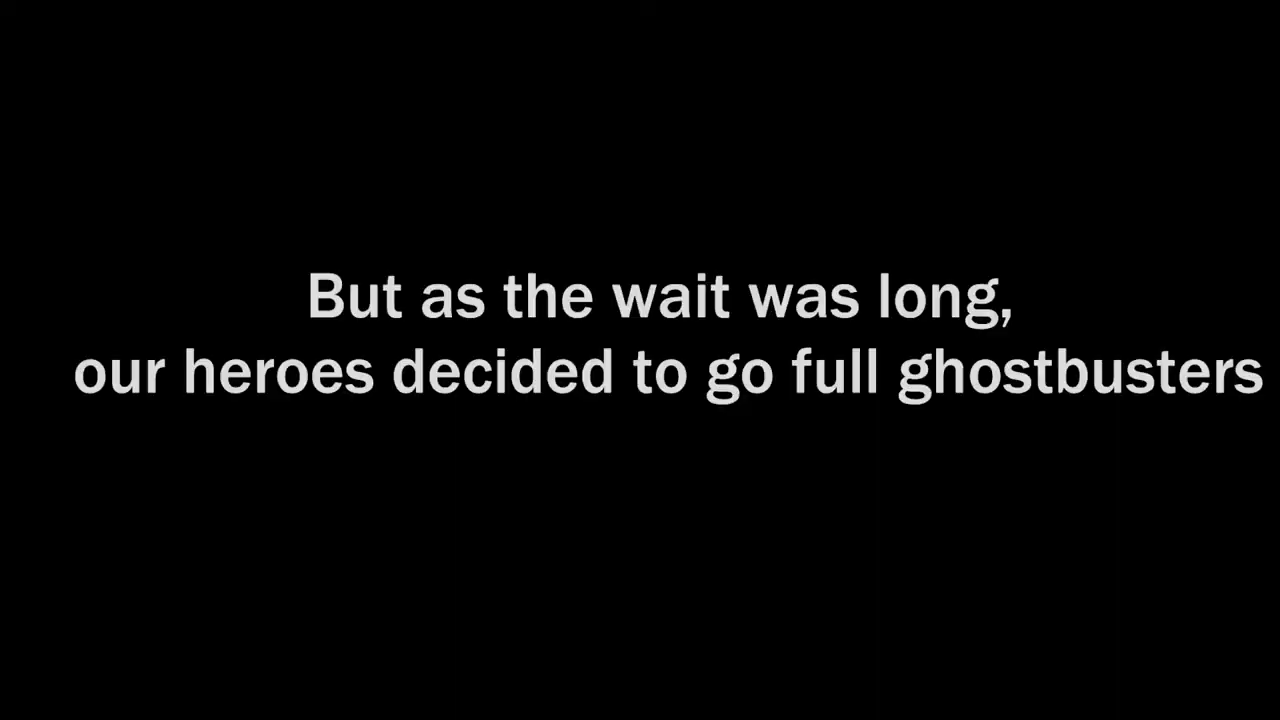 But as the wait was long,
our heroes decided to go full ghostbusters